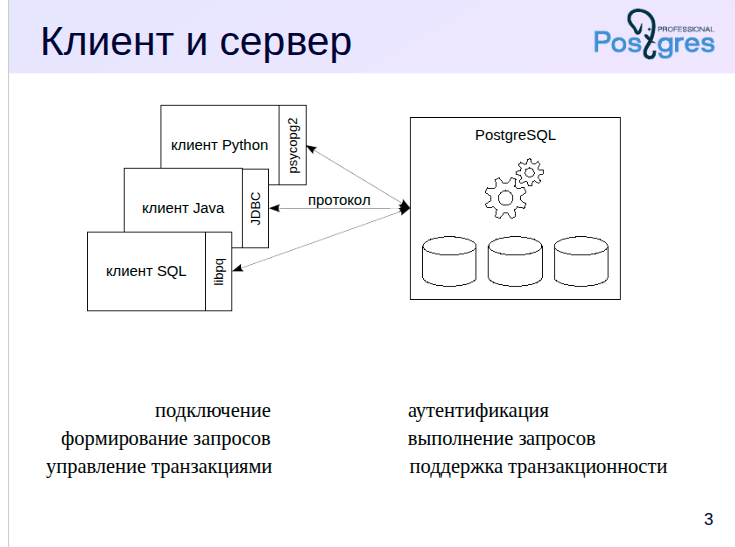 Клиент и сервер
PROFESSIONAL
Postgres
клиент Python
psycopg2
клиент Java
JDBC
клиент SQL
libpq
протокол
PostgreSQL
подключение
формирование запросов
управление транзакциями
аутентификация
выполнение запросов
поддержка транзакционности
3